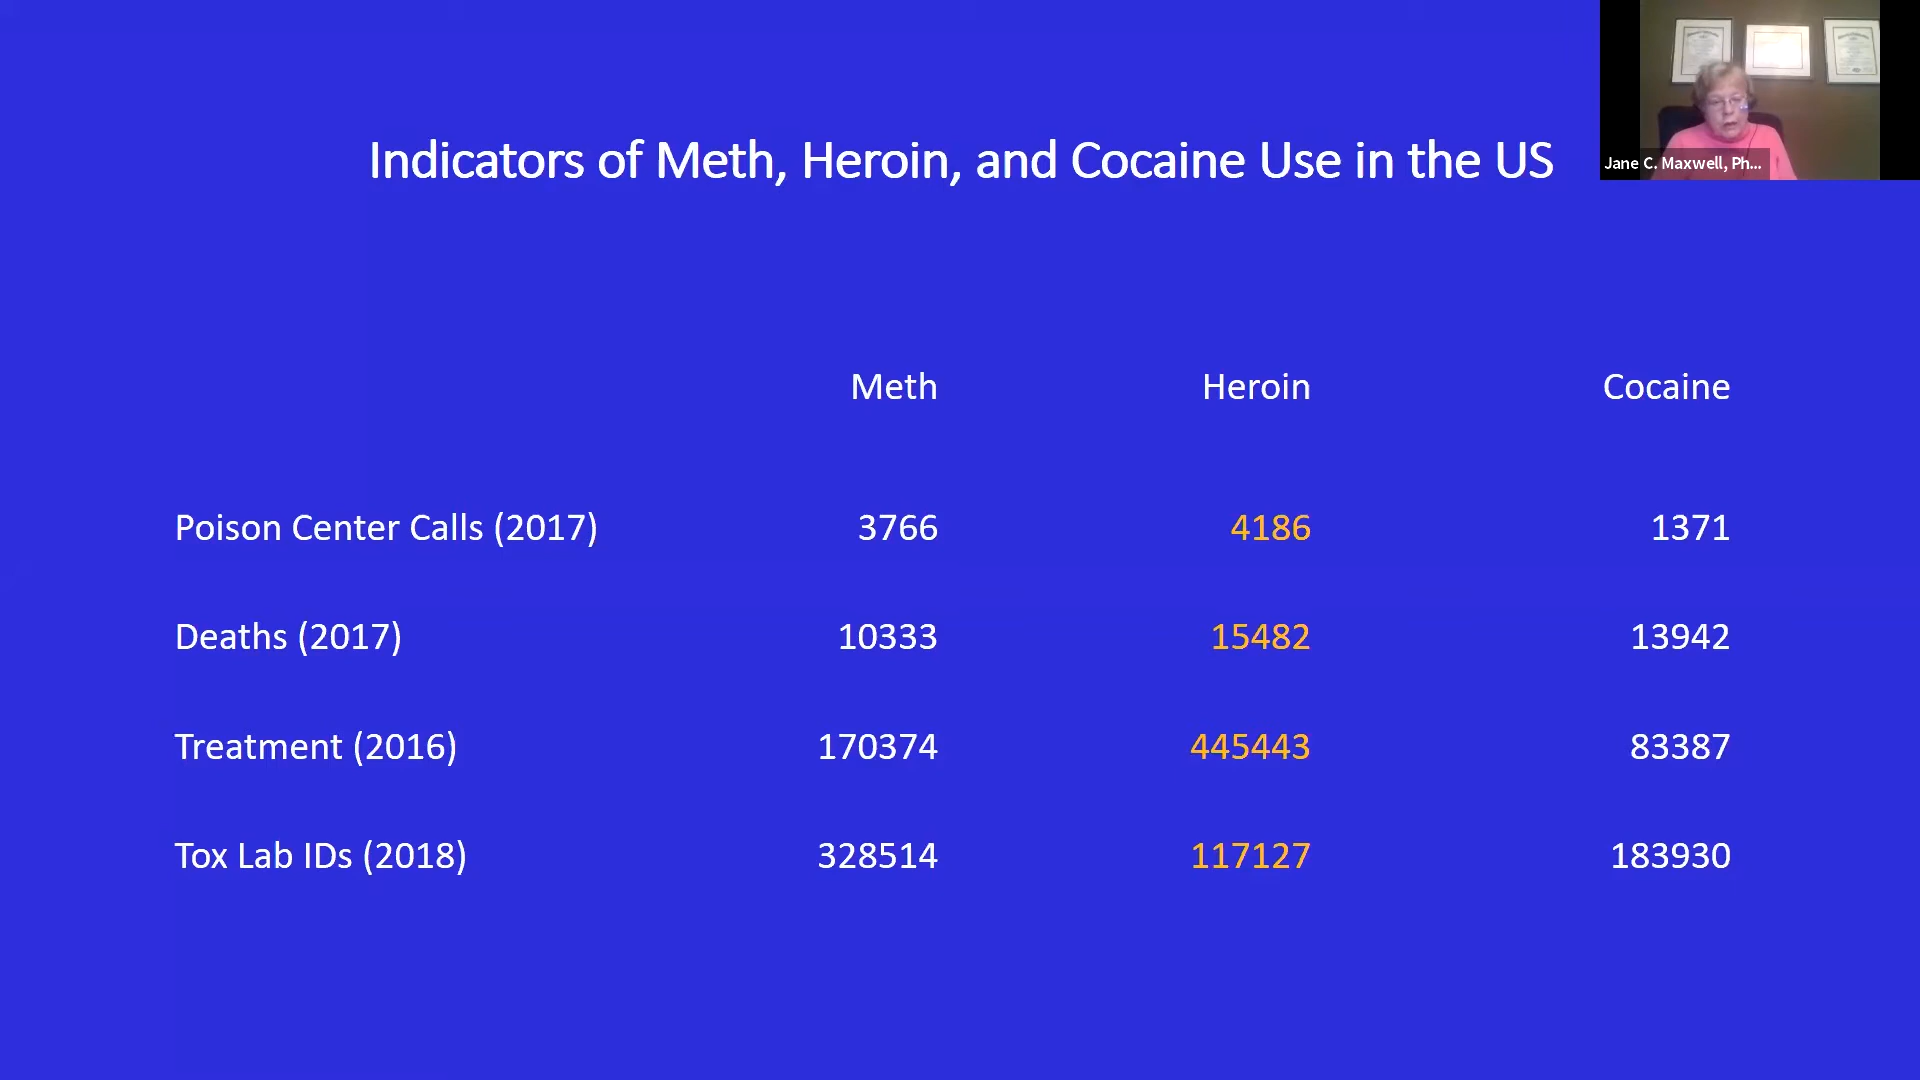 Indicators of Meth, Heroin, and Cocaine Use in the US
Jane C. Maxwell, Ph...
Meth Heroin Cocaine
Poison Center Calls (2017) 3766 4186 1371
Deaths (2017) 10333 15482 13942
Treatment (2016) 170374 445443 83387
Tox Lab IDs (2018) 328514 117127 183930